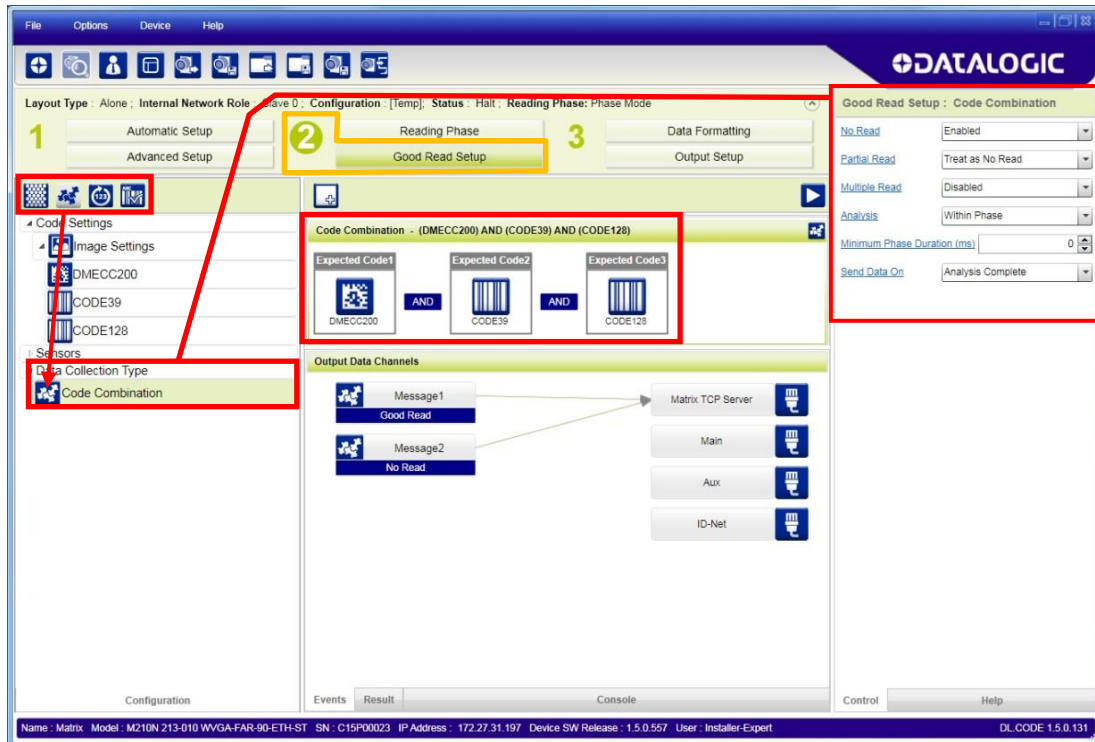 File Options Device Help
DATALOGIC
Layout Type : Alone ; Internal Network Role : Slave 0 ; Configuration : [Temp]; Status : Halt ; Reading Phase: Phase Mode
1 Automatic Setup
Advanced Setup
2 Reading Phase
Good Read Setup
3 Data Formatting
Output Setup
Code Settings
Image Settings
DMECC200
CODE39
CODE128
Sensors
Data Collection Type
Code Combination
Configuration
Code Combination - (DMECC200) AND (CODE39) AND (CODE128)
Expected Code1 Expected Code2 Expected Code3
AND AND
DMECC200 CODE39 CODE128
Output Data Channels
Message1
Good Read
Message2
No Read
Matrix TCP Server
Main
Aux
ID-Net
Events Result Console
Good Read Setup : Code Combination
No Read Enabled
Partial Read Treat as No Read
Multiple Read Disabled
Analysis Within Phase
Minimum Phase Duration (ms) 0
Send Data On Analysis Complete
Control Help
Name : Matrix Model : M210N 213-010 WVGA-FAR-90-ETH-ST SN : C15P00023 IP Address : 172.27.31.197 Device SW Release : 1.5.0.557 User : Installer-Expert DL.CODE 1.5.0.131